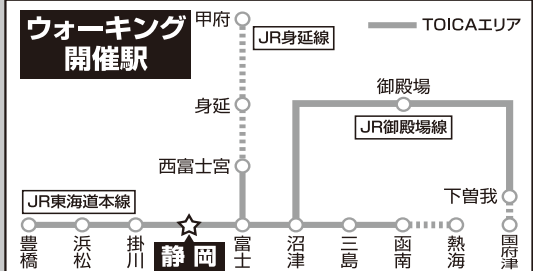 ウォーキング
開催駅
甲府
JR身延線
TOICAエリア
身延
御殿場
JR御殿場線
西富士宮
下曽我
JR東海道本線
豊橋
浜松
掛川
静岡
富士
沼津
三島
函南
熱海
国府津